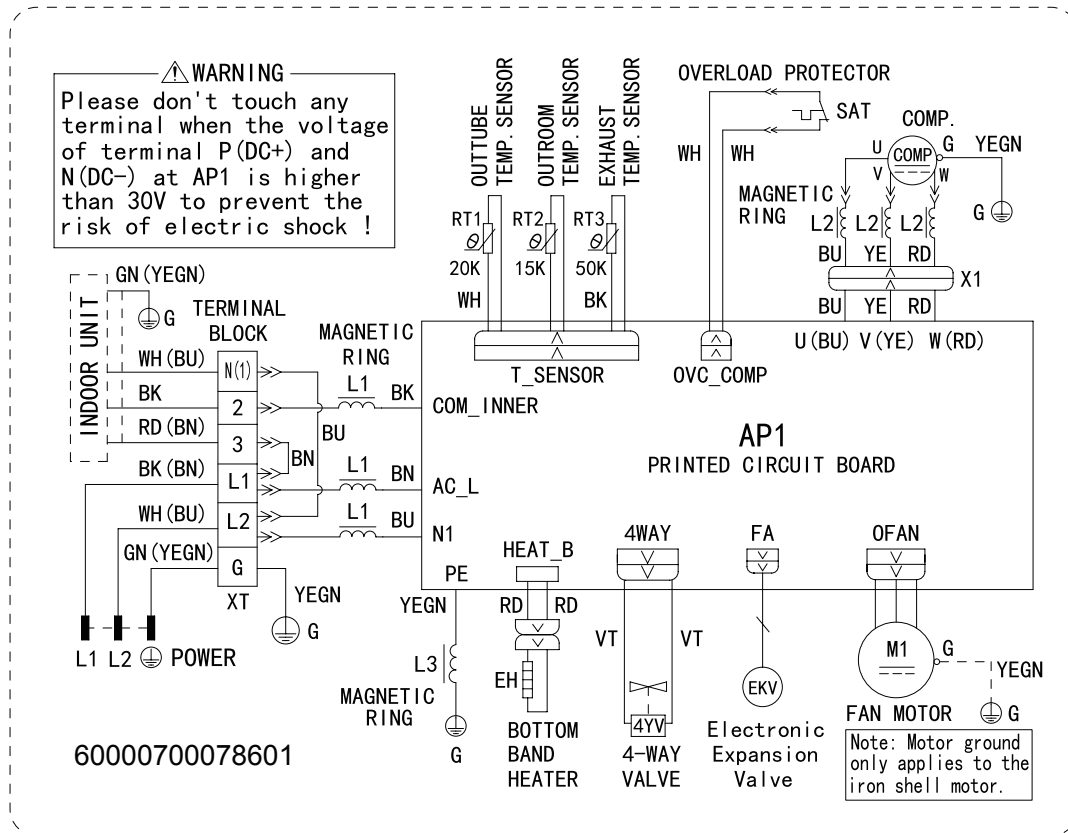 WARNING
Please don't touch any
terminal when the voltage
of terminal P(DC+) and
N(DC-) at AP1 is higher
than 30V to prevent the
risk of electric shock !
OUTTUBE
TEMP. SENSOR
OUTROOM
TEMP. SENSOR
EXHAUST
TEMP. SENSOR
RT1
RT2
RT3
θ
θ
θ
20K
15K
50K
WH
BK
OVERLOAD PROTECTOR
SAT
WH
WH
COMP.
U
COMP
G
YEGN
V
W
G
MAGNETIC
RING
L2
L2
L2
BU
YE
RD
X1
BU
YE
RD
U(BU)
V(YE)
W(RD)
T_SENSOR
OVC_COMP
GN(YEGN)
G
INDOOR UNIT
TERMINAL
BLOCK
MAGNETIC
RING
WH(BU)
N(1)
BK
2
L1
BK
COM_INNER
RD(BN)
3
BU
BN
BK(BN)
L1
L1
BN
AC_L
WH(BU)
L2
L1
BU
N1
GN(YEGN)
G
XT
YEGN
G
L1
L2
POWER
AP1
PRINTED CIRCUIT BOARD
PE
YEGN
L3
MAGNETIC
RING
G
HEAT_B
RD
RD
EH
BOTTOM
BAND
HEATER
4WAY
VT
VT
4YV
4-WAY
VALVE
FA
EKV
Electronic
Expansion
Valve
OFAN
M1
G
YEGN
G
FAN MOTOR
Note: Motor ground
only applies to the
iron shell motor.
60000700078601